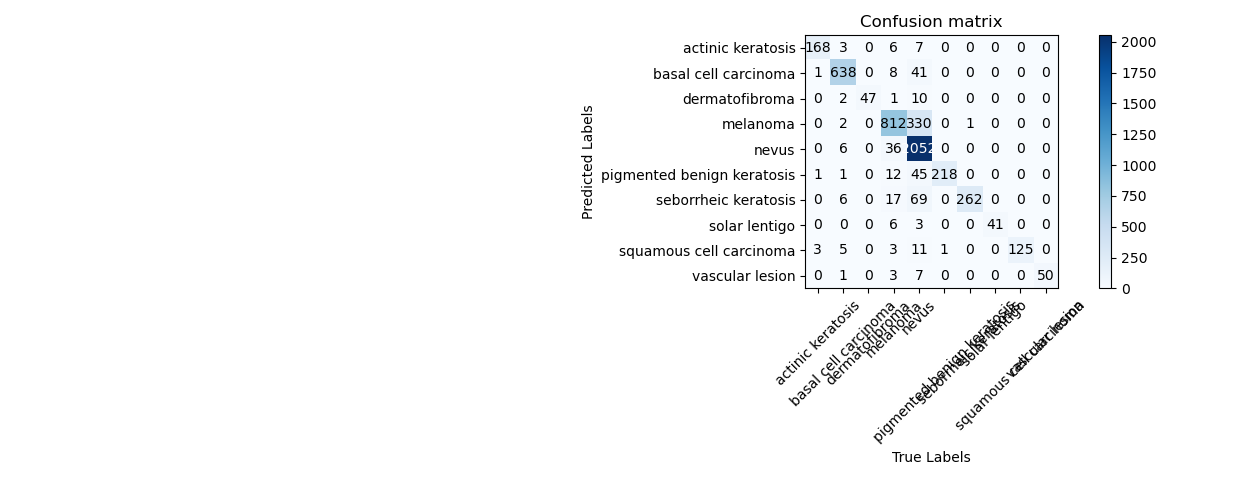 Confusion matrix
actinic keratosis 168 3 0 6 7 0 0 0 0 0
basal cell carcinoma 1 638 0 8 41 0 0 0 0 0
dermatofibroma 0 2 47 1 10 0 0 0 0 0
melanoma 0 2 0 812 330 0 1 0 0 0
nevus 0 6 0 36 2052 0 0 0 0 0
pigmented benign keratosis 1 1 0 12 45 218 0 0 0 0
seborrheic keratosis 0 6 0 17 69 0 262 0 0 0
solar lentigo 0 0 0 6 3 0 0 41 0 0
squamous cell carcinoma 3 5 0 3 11 1 0 0 125 0
vascular lesion 0 1 0 3 7 0 0 0 0 50
Predicted Labels
actinic keratosis
basal cell carcinoma
dermatofibroma
melanoma
nevus
pigmented benign keratosis
seborrheic keratosis
solar lentigo
squamous cell carcinoma
vascular lesion
True Labels
2000
1750
1500
1250
1000
750
500
250
0